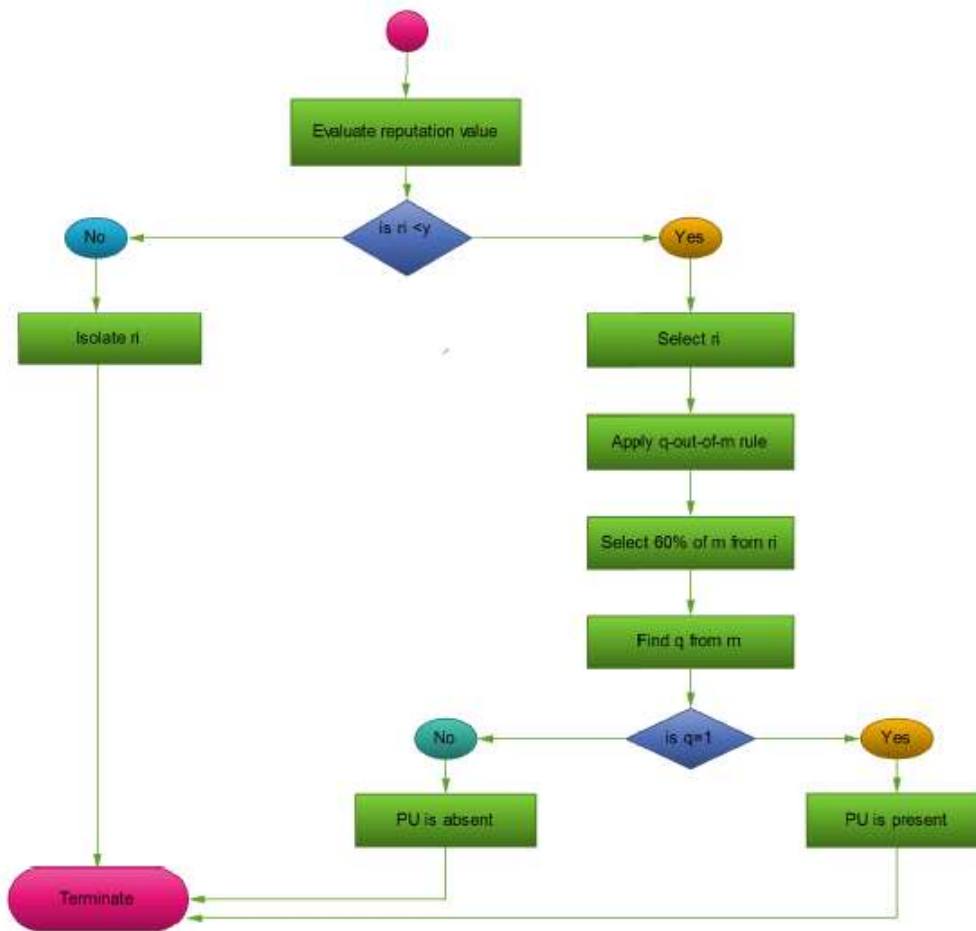 Evaluate reputation value
is ri <y
No
Yes
Isolate ri
Select ri
Apply q-out-of-m rule
Select 60% of m from ri
Find q from m
is q=1
No
Yes
PU is absent
PU is present
Terminate